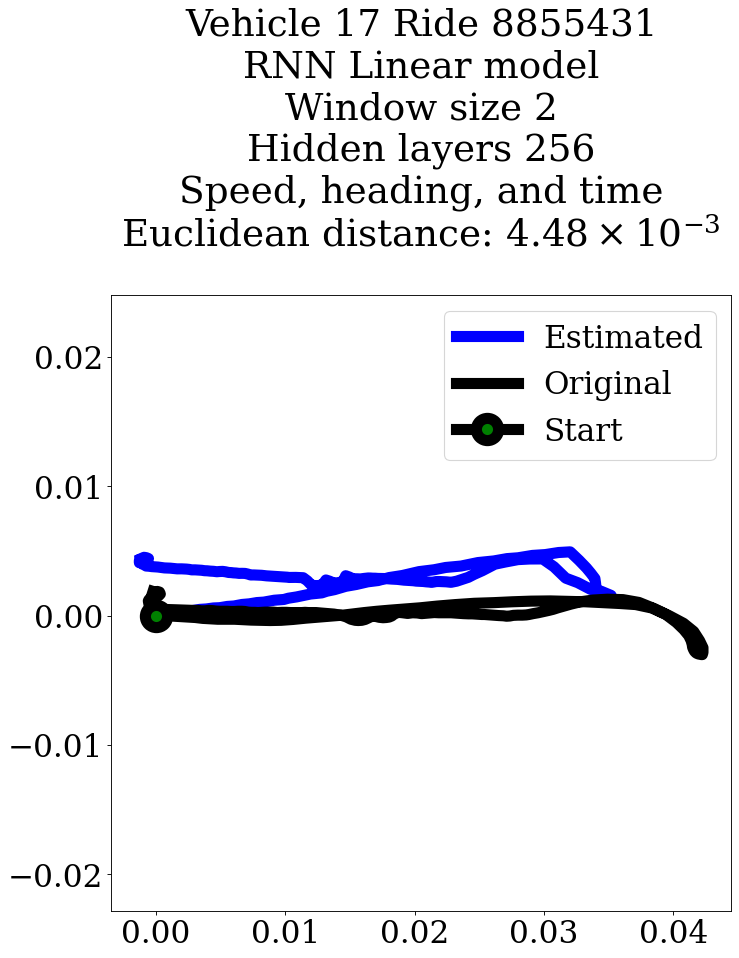 Vehicle 17 Ride 8855431
RNN Linear model
Window size 2
Hidden layers 256
Speed, heading, and time
Euclidean distance: 4.48 × 10⁻³
Estimated
Original
Start
0.02
0.01
0.00
−0.01
−0.02
0.00 0.01 0.02 0.03 0.04